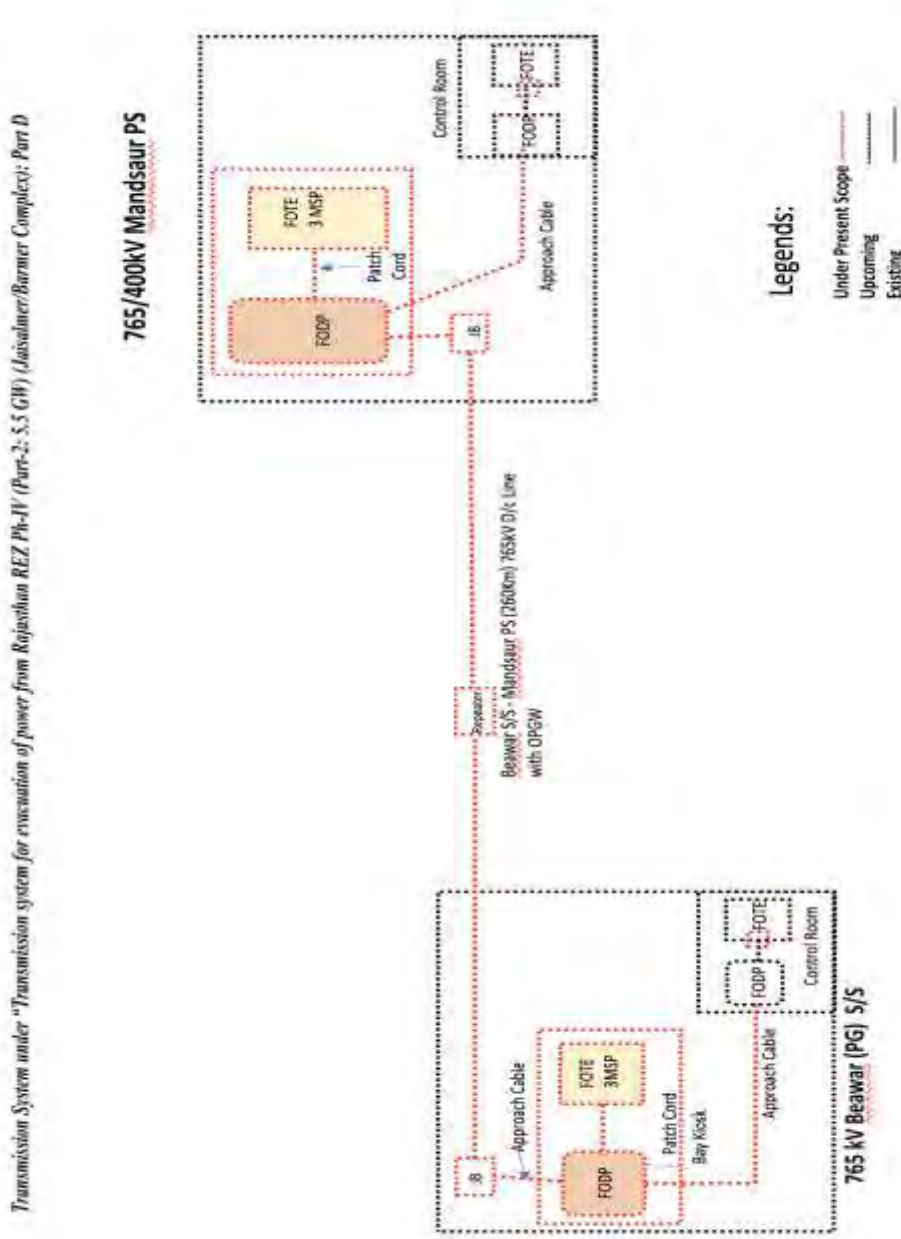 Transmission System under "Transmission system for evacuation of power from Rajasthan REZ Ph-IV (Part-2: 5.5 GW) (Jaisalmer/Barmer Complex): Part D
765/400kV Mandsaur PS
Control Room
FOTE
FODP
FOTE
3 MSP
Patch
Cord
FODP
Approach Cable
JB
Repeater
Beawar S/S - Mandsaur PS (260Km) 765kV D/c Line
with OPGW
JB
Approach Cable
FOTE
3MSP
FODP
Patch Cord
Bay Kiosk
FOTE
FODP
Control Room
Approach Cable
765 kV Beawar (PG) S/S
Legends:
Under Present Scope
Upcoming
Existing